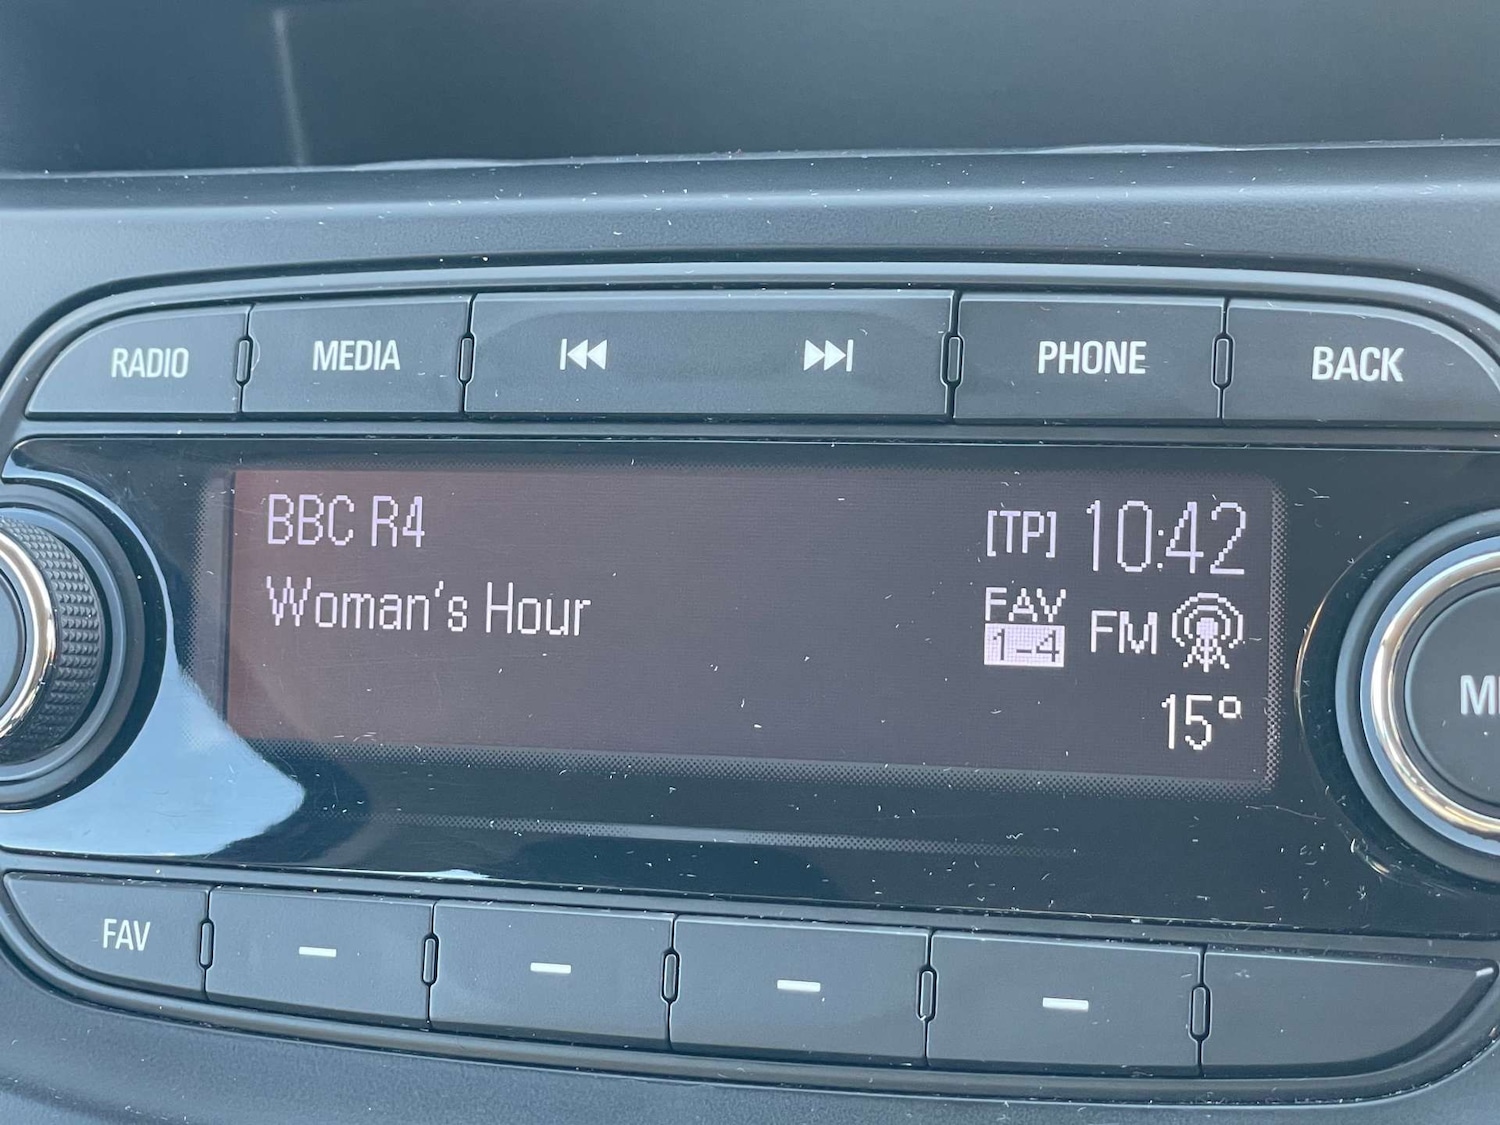 RADIO MEDIA PHONE BACK
BBC R4 [TP] 10:42
Woman's Hour FAV FM
1-4
15°
FAV